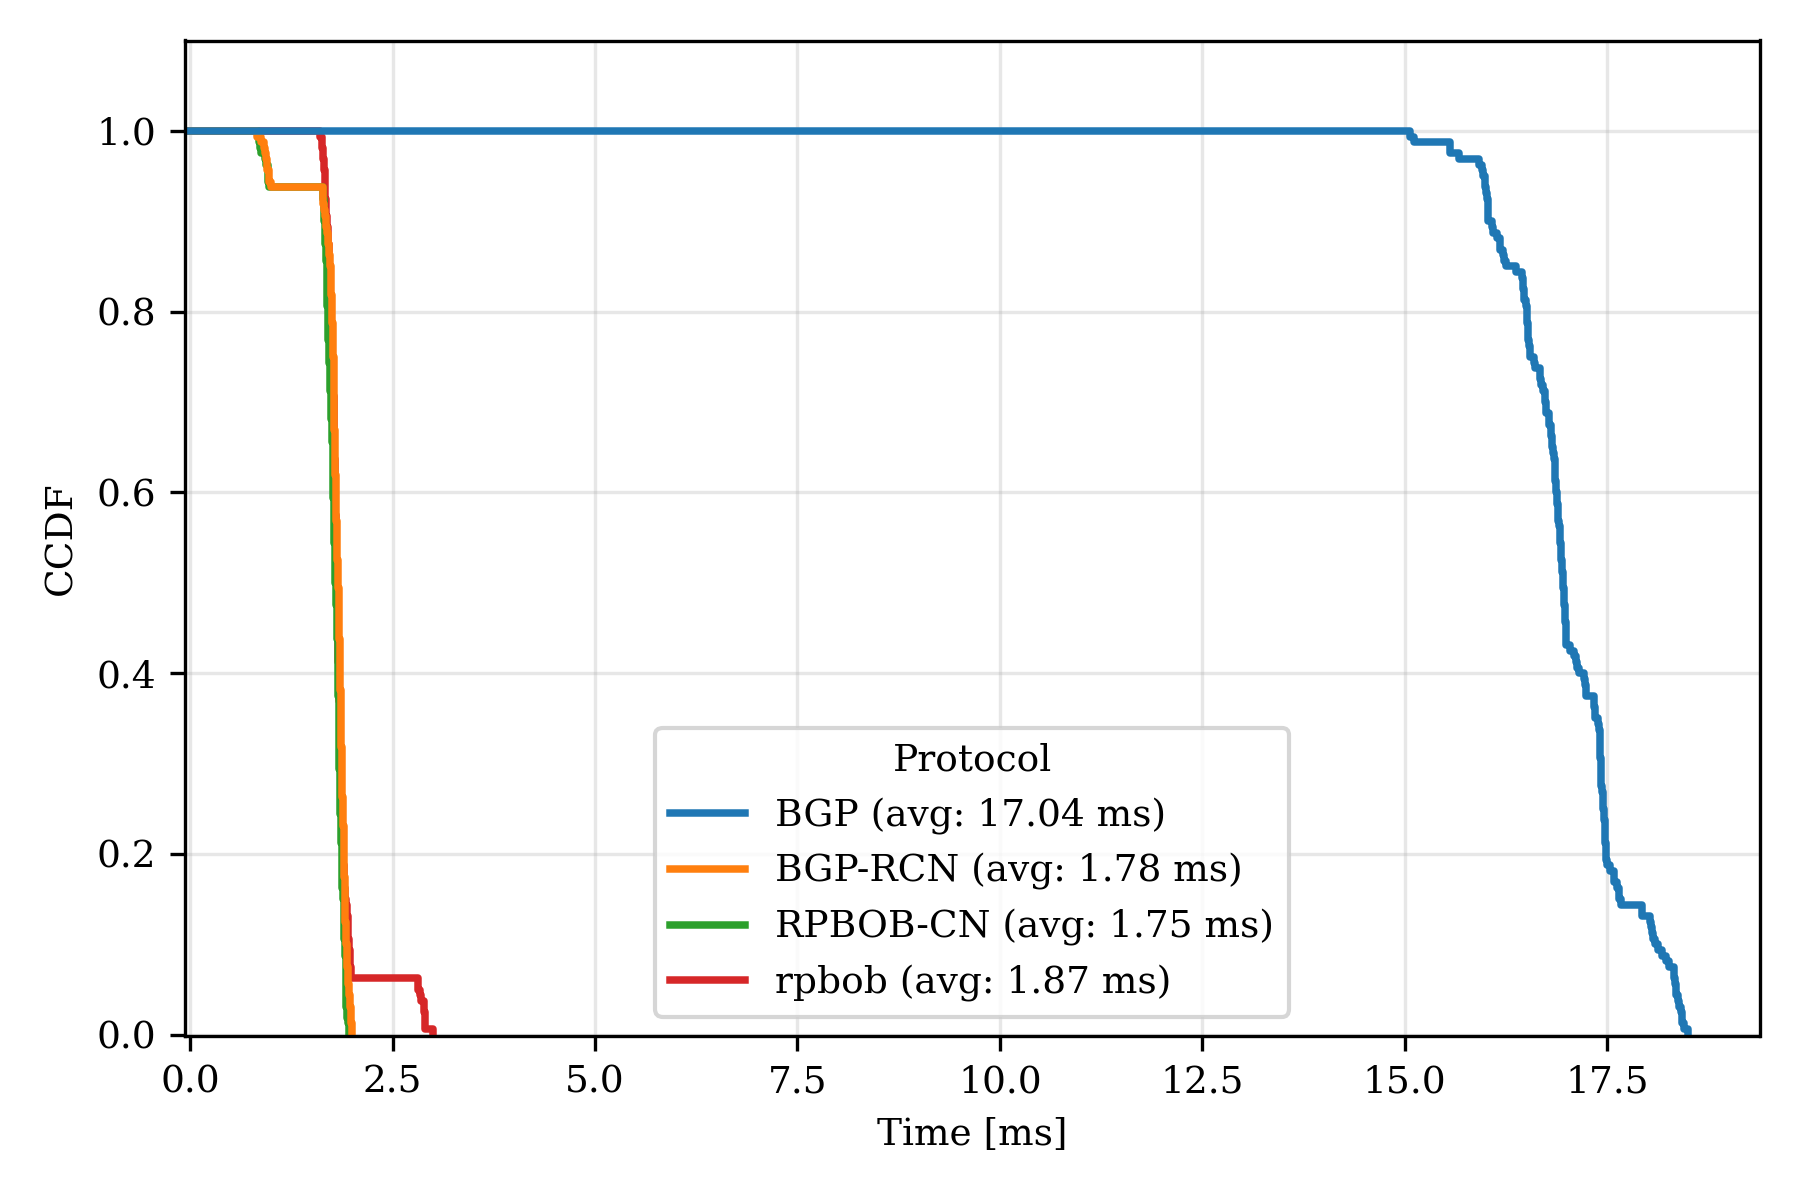 1.0
0.8
0.6
0.4
0.2
0.0
CCDF
0.0 2.5 5.0 7.5 10.0 12.5 15.0 17.5
Time [ms]
Protocol
BGP (avg: 17.04 ms)
BGP-RCN (avg: 1.78 ms)
RPBOB-CN (avg: 1.75 ms)
rpbob (avg: 1.87 ms)